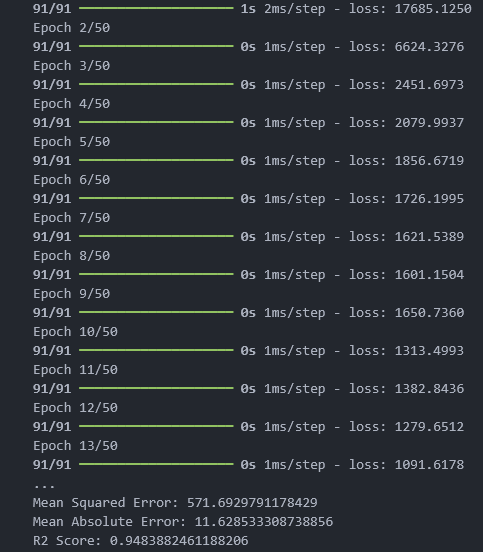 91/91 ━━━━━━━━━━━━━━━━━━━━ 1s 2ms/step - loss: 17685.1250
Epoch 2/50
91/91 ━━━━━━━━━━━━━━━━━━━━ 0s 1ms/step - loss: 6624.3276
Epoch 3/50
91/91 ━━━━━━━━━━━━━━━━━━━━ 0s 1ms/step - loss: 2451.6973
Epoch 4/50
91/91 ━━━━━━━━━━━━━━━━━━━━ 0s 1ms/step - loss: 2079.9937
Epoch 5/50
91/91 ━━━━━━━━━━━━━━━━━━━━ 0s 1ms/step - loss: 1856.6719
Epoch 6/50
91/91 ━━━━━━━━━━━━━━━━━━━━ 0s 1ms/step - loss: 1726.1995
Epoch 7/50
91/91 ━━━━━━━━━━━━━━━━━━━━ 0s 1ms/step - loss: 1621.5389
Epoch 8/50
91/91 ━━━━━━━━━━━━━━━━━━━━ 0s 1ms/step - loss: 1601.1504
Epoch 9/50
91/91 ━━━━━━━━━━━━━━━━━━━━ 0s 1ms/step - loss: 1650.7360
Epoch 10/50
91/91 ━━━━━━━━━━━━━━━━━━━━ 0s 1ms/step - loss: 1313.4993
Epoch 11/50
91/91 ━━━━━━━━━━━━━━━━━━━━ 0s 1ms/step - loss: 1382.8436
Epoch 12/50
91/91 ━━━━━━━━━━━━━━━━━━━━ 0s 1ms/step - loss: 1279.6512
Epoch 13/50
91/91 ━━━━━━━━━━━━━━━━━━━━ 0s 1ms/step - loss: 1091.6178
...
Mean Squared Error: 571.6929791178429
Mean Absolute Error: 11.628533308738856
R2 Score: 0.9483882461188206